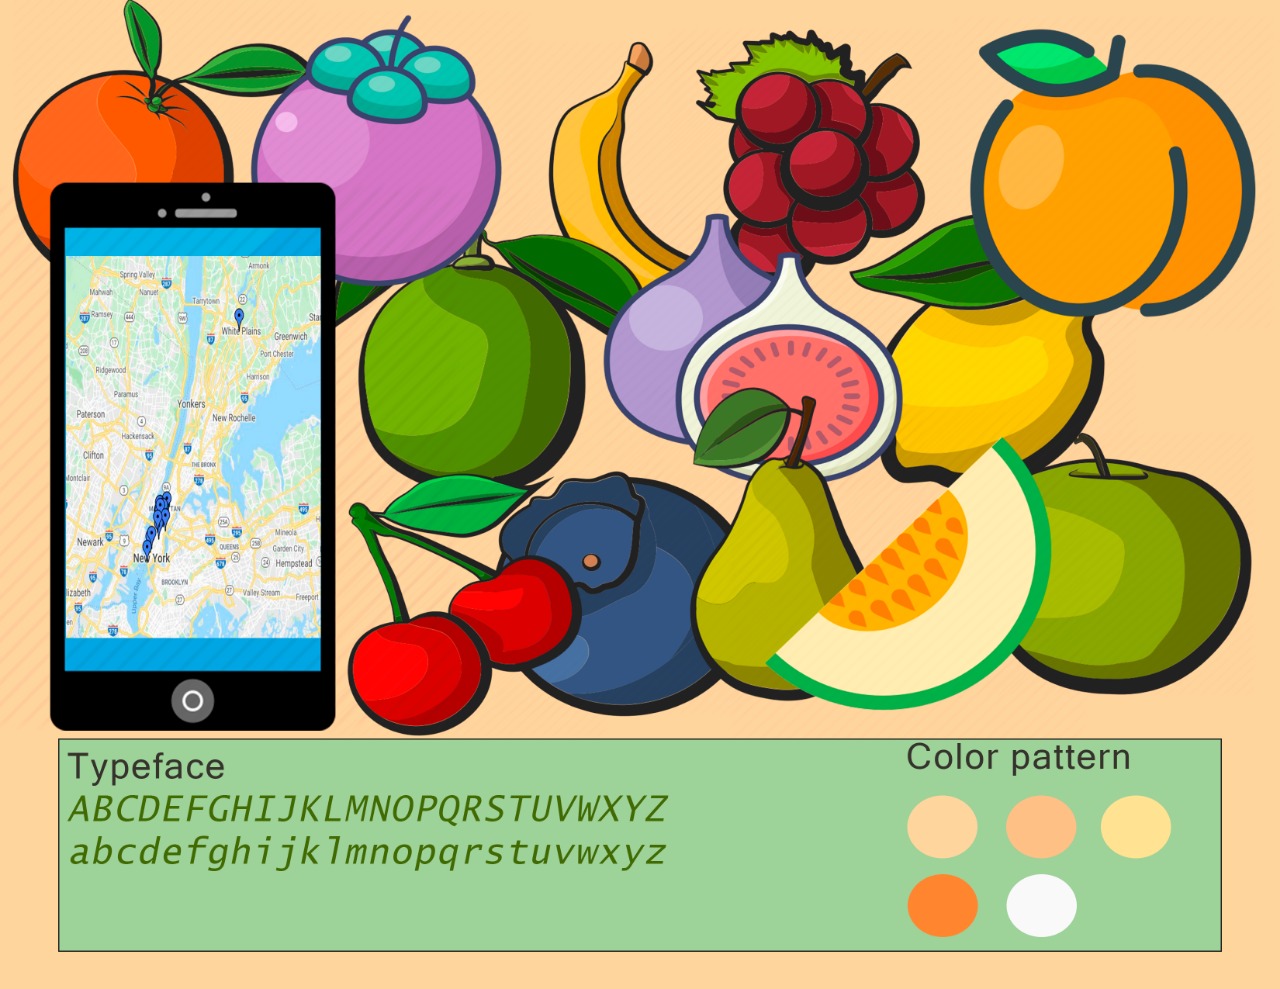 Spring Valley
Armonk
Mahwah
Nanuet
Tarrytown
Ramsey
White Plains
Greenwich
Port Chester
Ridgewood
Harrison
Paramus
Yonkers
Paterson
New Rochelle
Hackensack
Clifton
THE BRONX
Montclair
Newark
Mineola
QUEENS
Garden City
New York
Hempstead
BROOKLYN
Valley Stream
Freeport
Upper Bay
Typeface
ABCDEFGHIJKLMNOPQRSTUVWXYZ
abcdefghijklmnopqrstuvwxyz
Color pattern